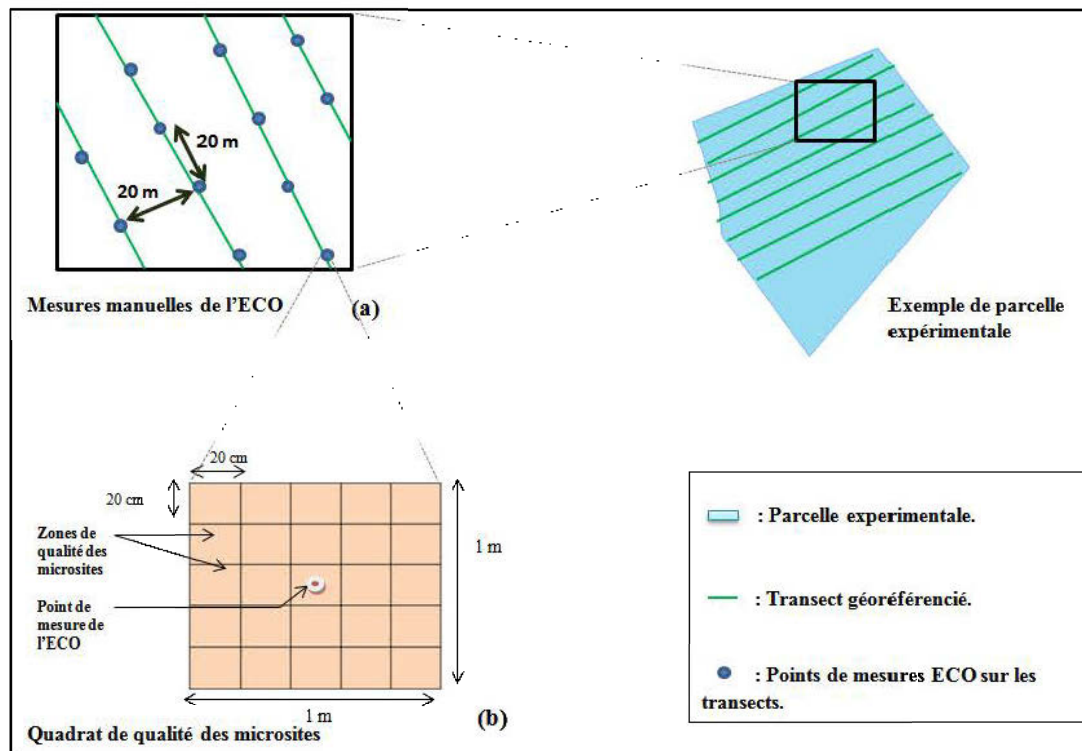 20 m
20 m
Mesures manuelles de l'ECO
(a)
Exemple de parcelle
expérimentale
20 cm
20 cm
Zones de
qualité des
microsites
Point de
mesure de
l'ECO
1 m
1 m
(b)
Quadrat de qualité des microsites
: Parcelle experimentale.
: Transect géoréférencié.
: Points de mesures ECO sur les
transects.